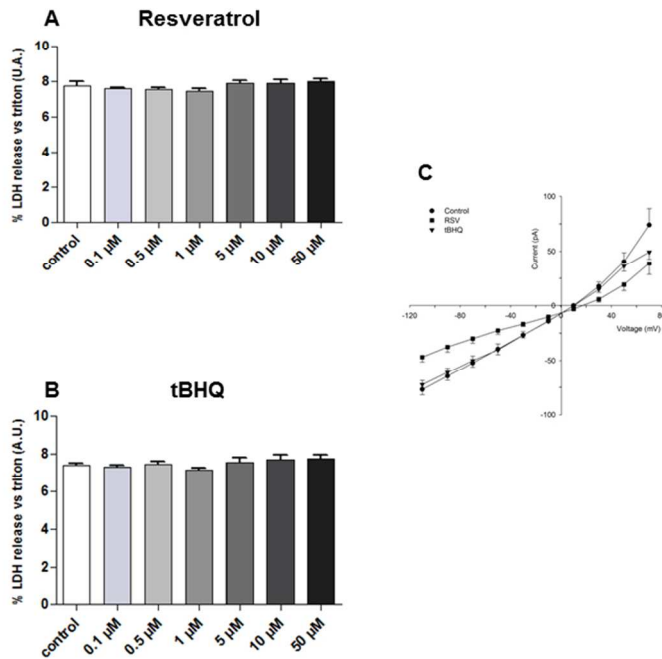 A Resveratrol
% LDH release vs triton (U.A.)
10
8
6
4
2
0
control 0.1 µM 0.5 µM 1 µM 5 µM 10 µM 50 µM
B tBHQ
% LDH release vs triton (A.U.)
10
8
6
4
2
0
control 0.1 µM 0.5 µM 1 µM 5 µM 10 µM 50 µM
C
Control
RSV
tBHQ
Current (pA)
100
50
-50
-100
-120 -80 -40 0 40 80
Voltage (mV)